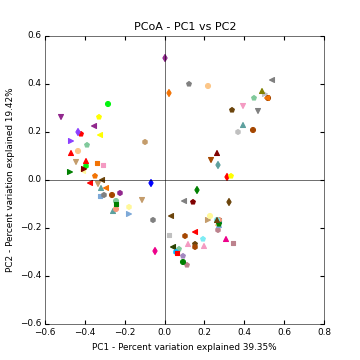 PCoA - PC1 vs PC2
0.6
0.4
0.2
0.0
−0.2
−0.4
−0.6
PC2 - Percent variation explained 19.42%
−0.6 −0.4 −0.2 0.0 0.2 0.4 0.6 0.8
PC1 - Percent variation explained 39.35%